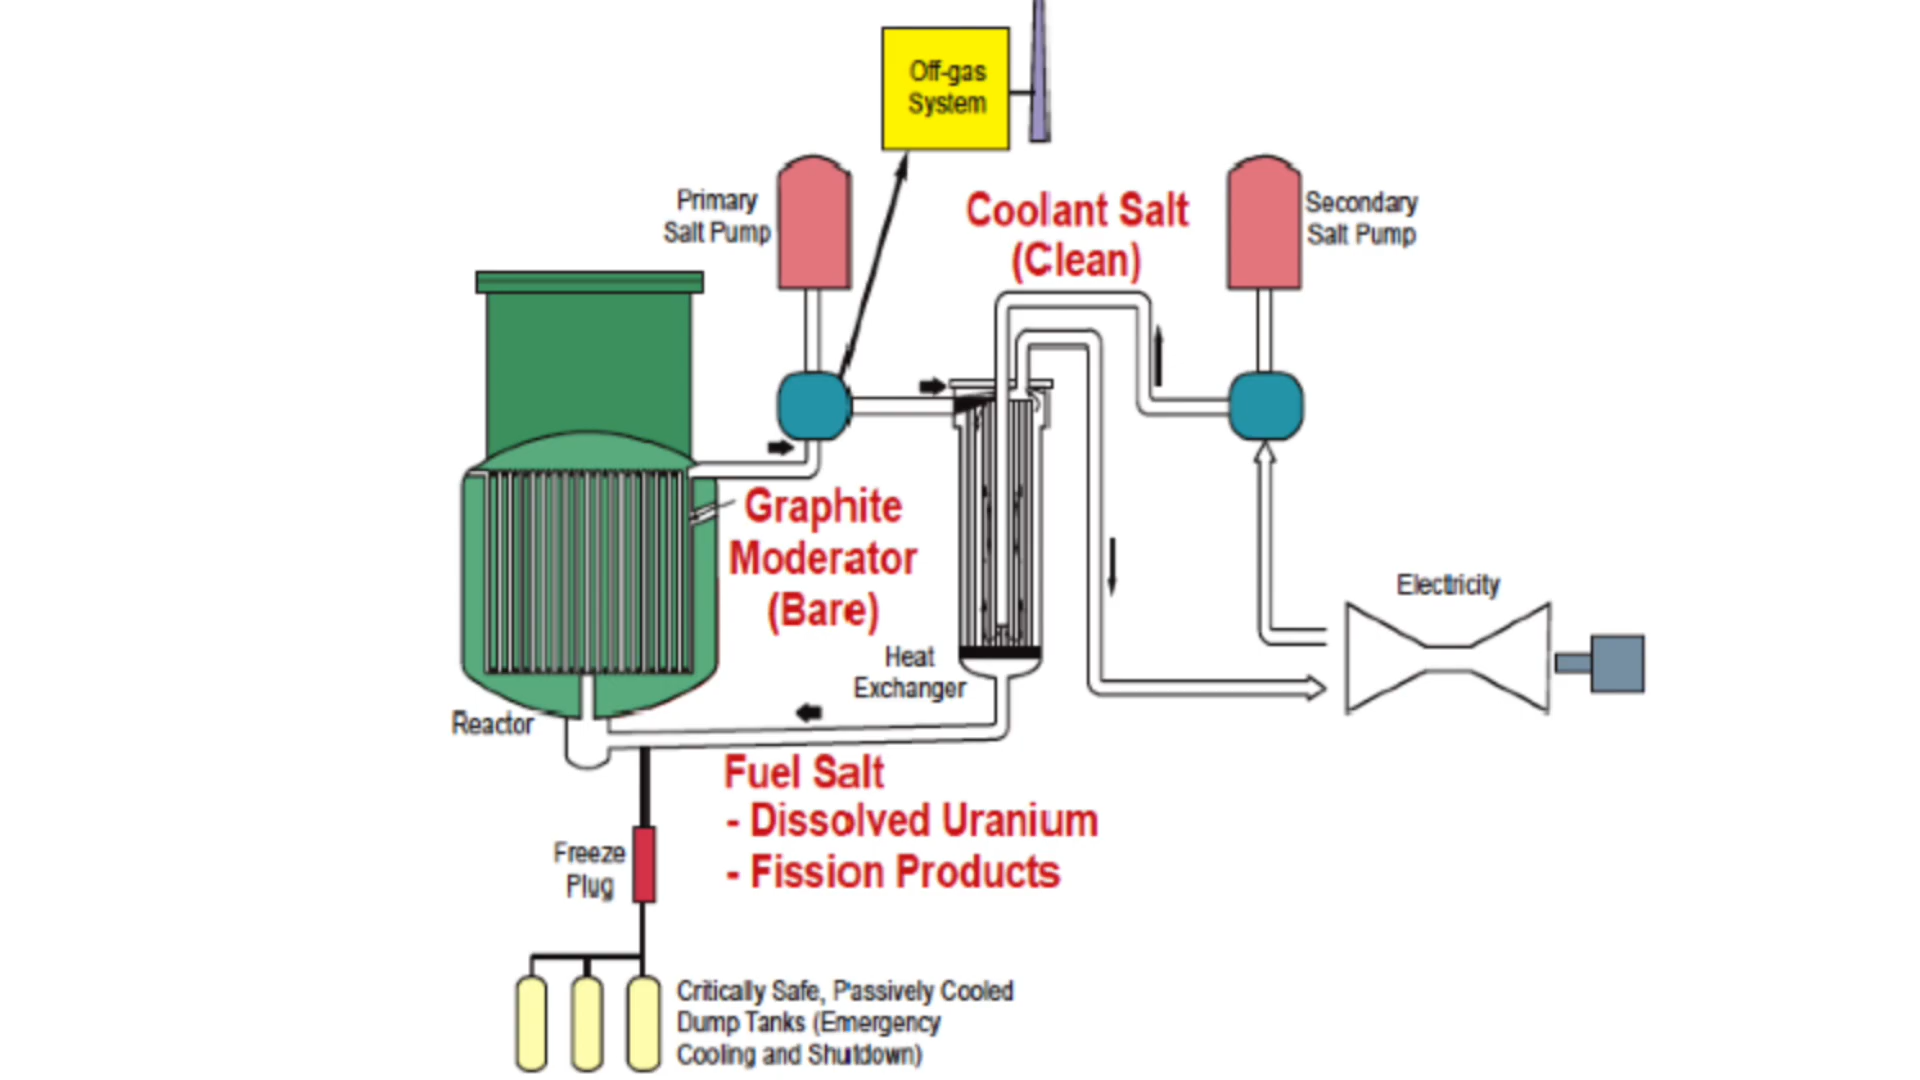 Off-gas
System
Primary
Salt Pump
Coolant Salt
(Clean)
Secondary
Salt Pump
Graphite
Moderator
(Bare)
Electricity
Heat
Exchanger
Reactor
Fuel Salt
- Dissolved Uranium
- Fission Products
Freeze
Plug
Critically Safe, Passively Cooled
Dump Tanks (Emergency
Cooling and Shutdown)